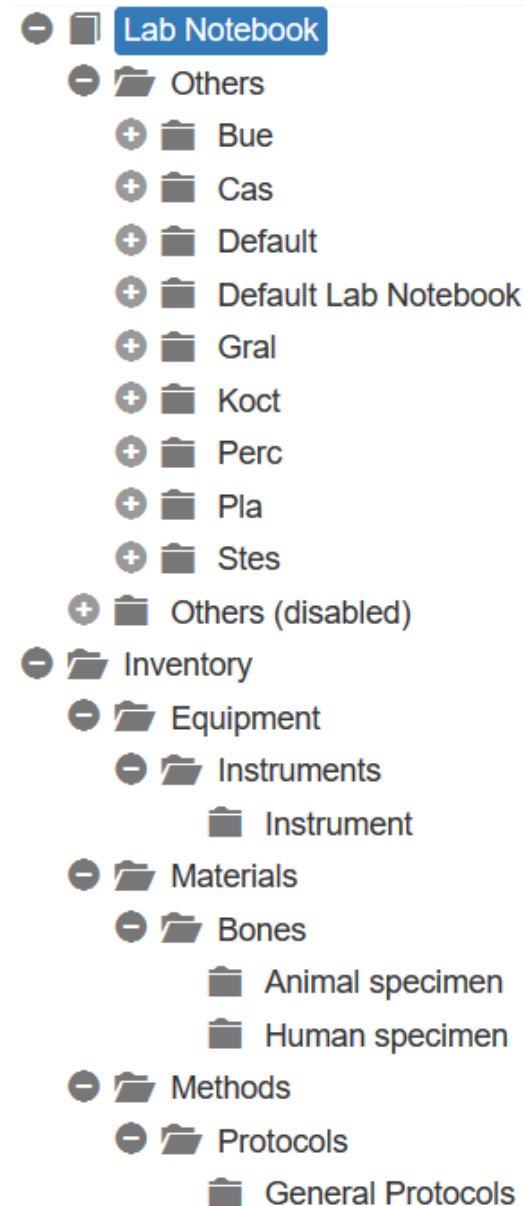 Lab Notebook
Others
Bue
Cas
Default
Default Lab Notebook
Gral
Koct
Perc
Pla
Stes
Others (disabled)
Inventory
Equipment
Instruments
Instrument
Materials
Bones
Animal specimen
Human specimen
Methods
Protocols
General Protocols